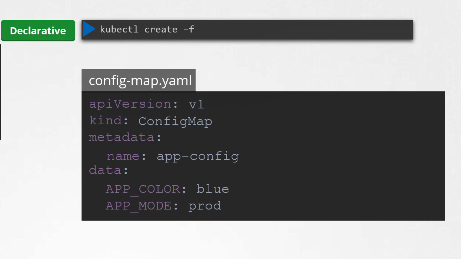 Declarative
kubectl create -f
config-map.yaml
apiVersion: v1
kind: ConfigMap
metadata:
  name: app-config
data:
  APP_COLOR: blue
  APP_MODE: prod